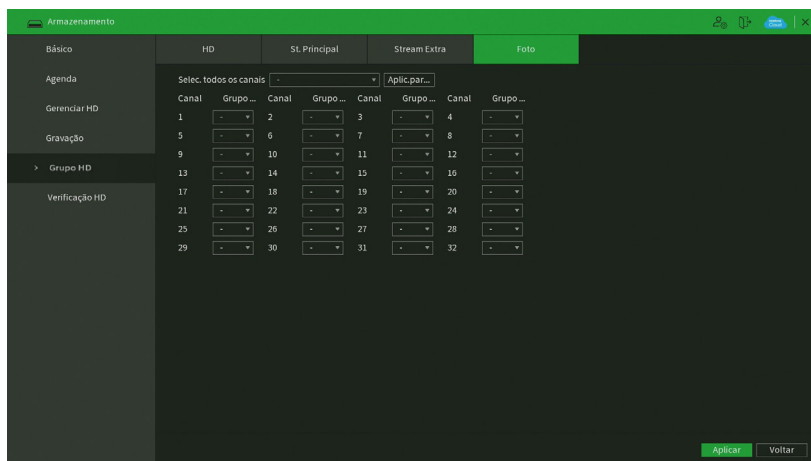 Armazenamento
Básico
Agenda
Gerenciar HD
Gravação
> Grupo HD
Verificação HD
HD St. Principal Stream Extra Foto
Selec. todos os canais - Aplic.par...
Canal Grupo ... Canal Grupo ... Canal Grupo ... Canal Grupo ...
1 - 2 - 3 - 4 -
5 - 6 - 7 - 8 -
9 - 10 - 11 - 12 -
13 - 14 - 15 - 16 -
17 - 18 - 19 - 20 -
21 - 22 - 23 - 24 -
25 - 26 - 27 - 28 -
29 - 30 - 31 - 32 -
Aplicar Voltar